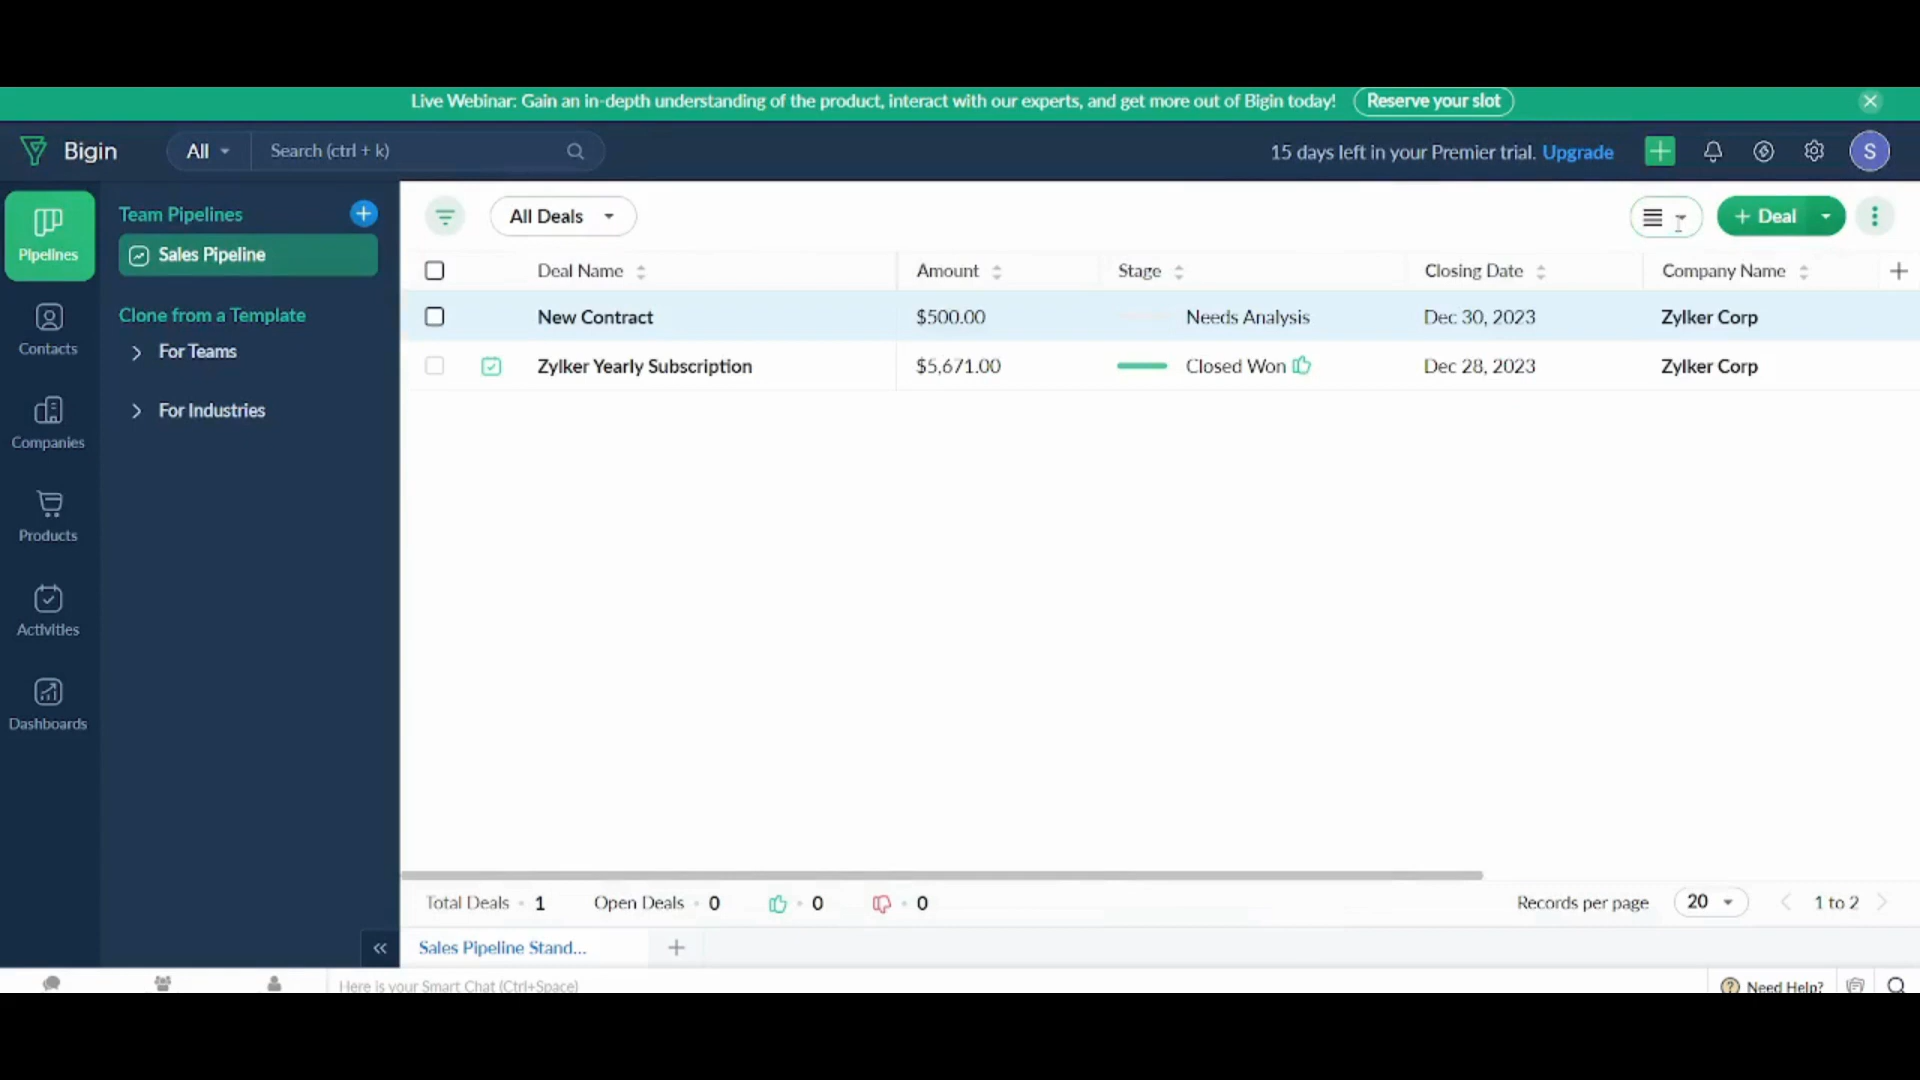 Live Webinar: Gain an in-depth understanding of the product, interact with our experts, and get more out of Bigin today! Reserve your slot
Bigin All Search (ctrl + k) 15 days left in your Premier trial. Upgrade S
Pipelines
Contacts
Companies
Products
Activities
Dashboards
Team Pipelines
Sales Pipeline
Clone from a Template
For Teams
For Industries
All Deals + Deal
Deal Name Amount Stage Closing Date Company Name
New Contract $500.00 Needs Analysis Dec 30, 2023 Zylker Corp
Zylker Yearly Subscription $5,671.00 Closed Won Dec 28, 2023 Zylker Corp
Total Deals 1 Open Deals 0 0 0 Records per page 20 1 to 2
Sales Pipeline Stand...
Here is your Smart Chat (Ctrl+Space) Need Help?